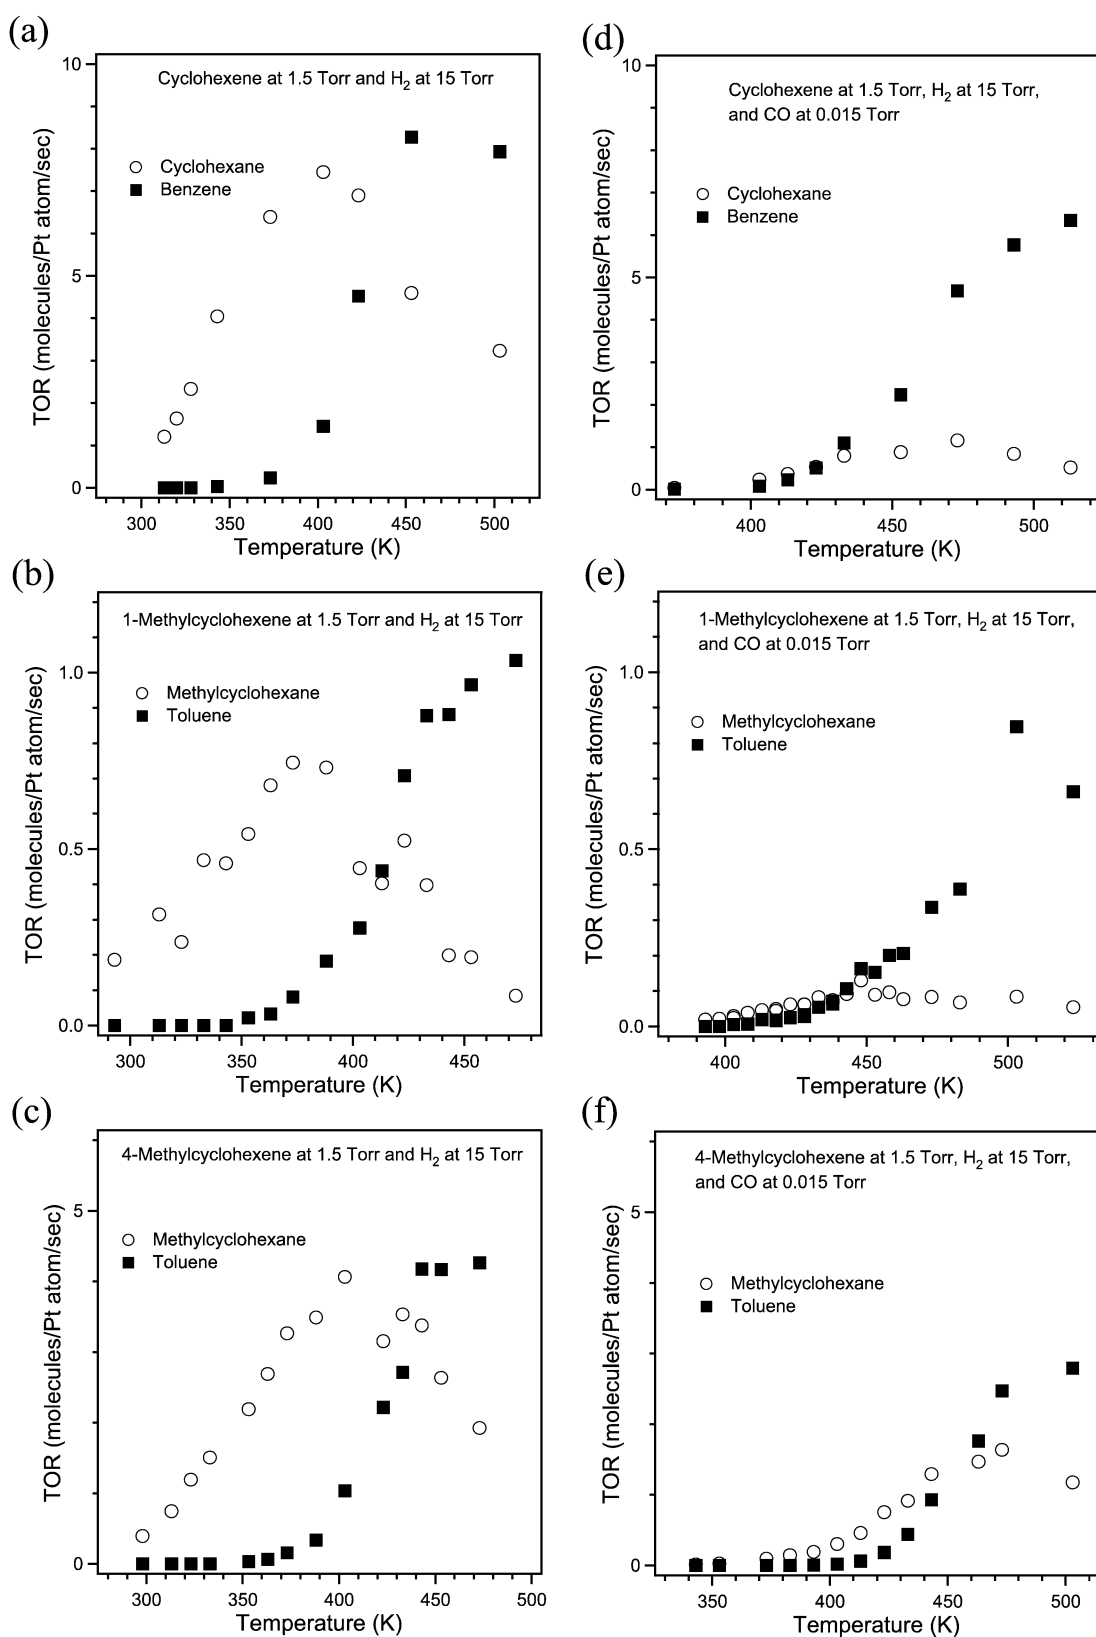 (a)
Cyclohexene at 1.5 Torr and H2 at 15 Torr
Cyclohexane
Benzene
TOR (molecules/Pt atom/sec)
10
5
0
300 350 400 450 500
Temperature (K)
(d)
Cyclohexene at 1.5 Torr, H2 at 15 Torr,
and CO at 0.015 Torr
Cyclohexane
Benzene
TOR (molecules/Pt atom/sec)
10
5
0
400 450 500
Temperature (K)
(b)
1-Methylcyclohexene at 1.5 Torr and H2 at 15 Torr
Methylcyclohexane
Toluene
TOR (molecules/Pt atom/sec)
1.0
0.5
0.0
300 350 400 450
Temperature (K)
(e)
1-Methylcyclohexene at 1.5 Torr, H2 at 15 Torr,
and CO at 0.015 Torr
Methylcyclohexane
Toluene
TOR (molecules/Pt atom/sec)
1.0
0.5
0.0
400 450 500
Temperature (K)
(c)
4-Methylcyclohexene at 1.5 Torr and H2 at 15 Torr
Methylcyclohexane
Toluene
TOR (molecules/Pt atom/sec)
5
0
300 350 400 450 500
Temperature (K)
(f)
4-Methylcyclohexene at 1.5 Torr, H2 at 15 Torr,
and CO at 0.015 Torr
Methylcyclohexane
Toluene
TOR (molecules/Pt atom/sec)
5
0
350 400 450 500
Temperature (K)